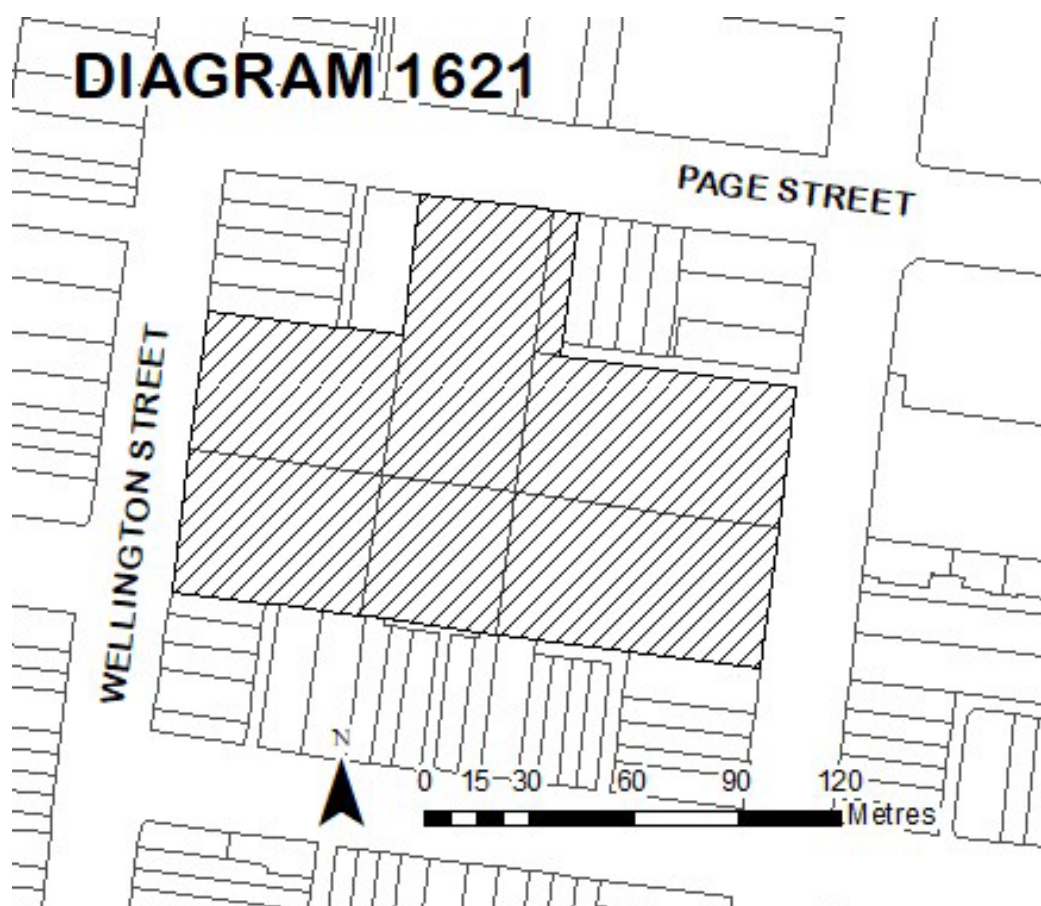 DIAGRAM 1621
PAGE STREET
WELLINGTON STREET
N
0 15 30 60 90 120
Metres